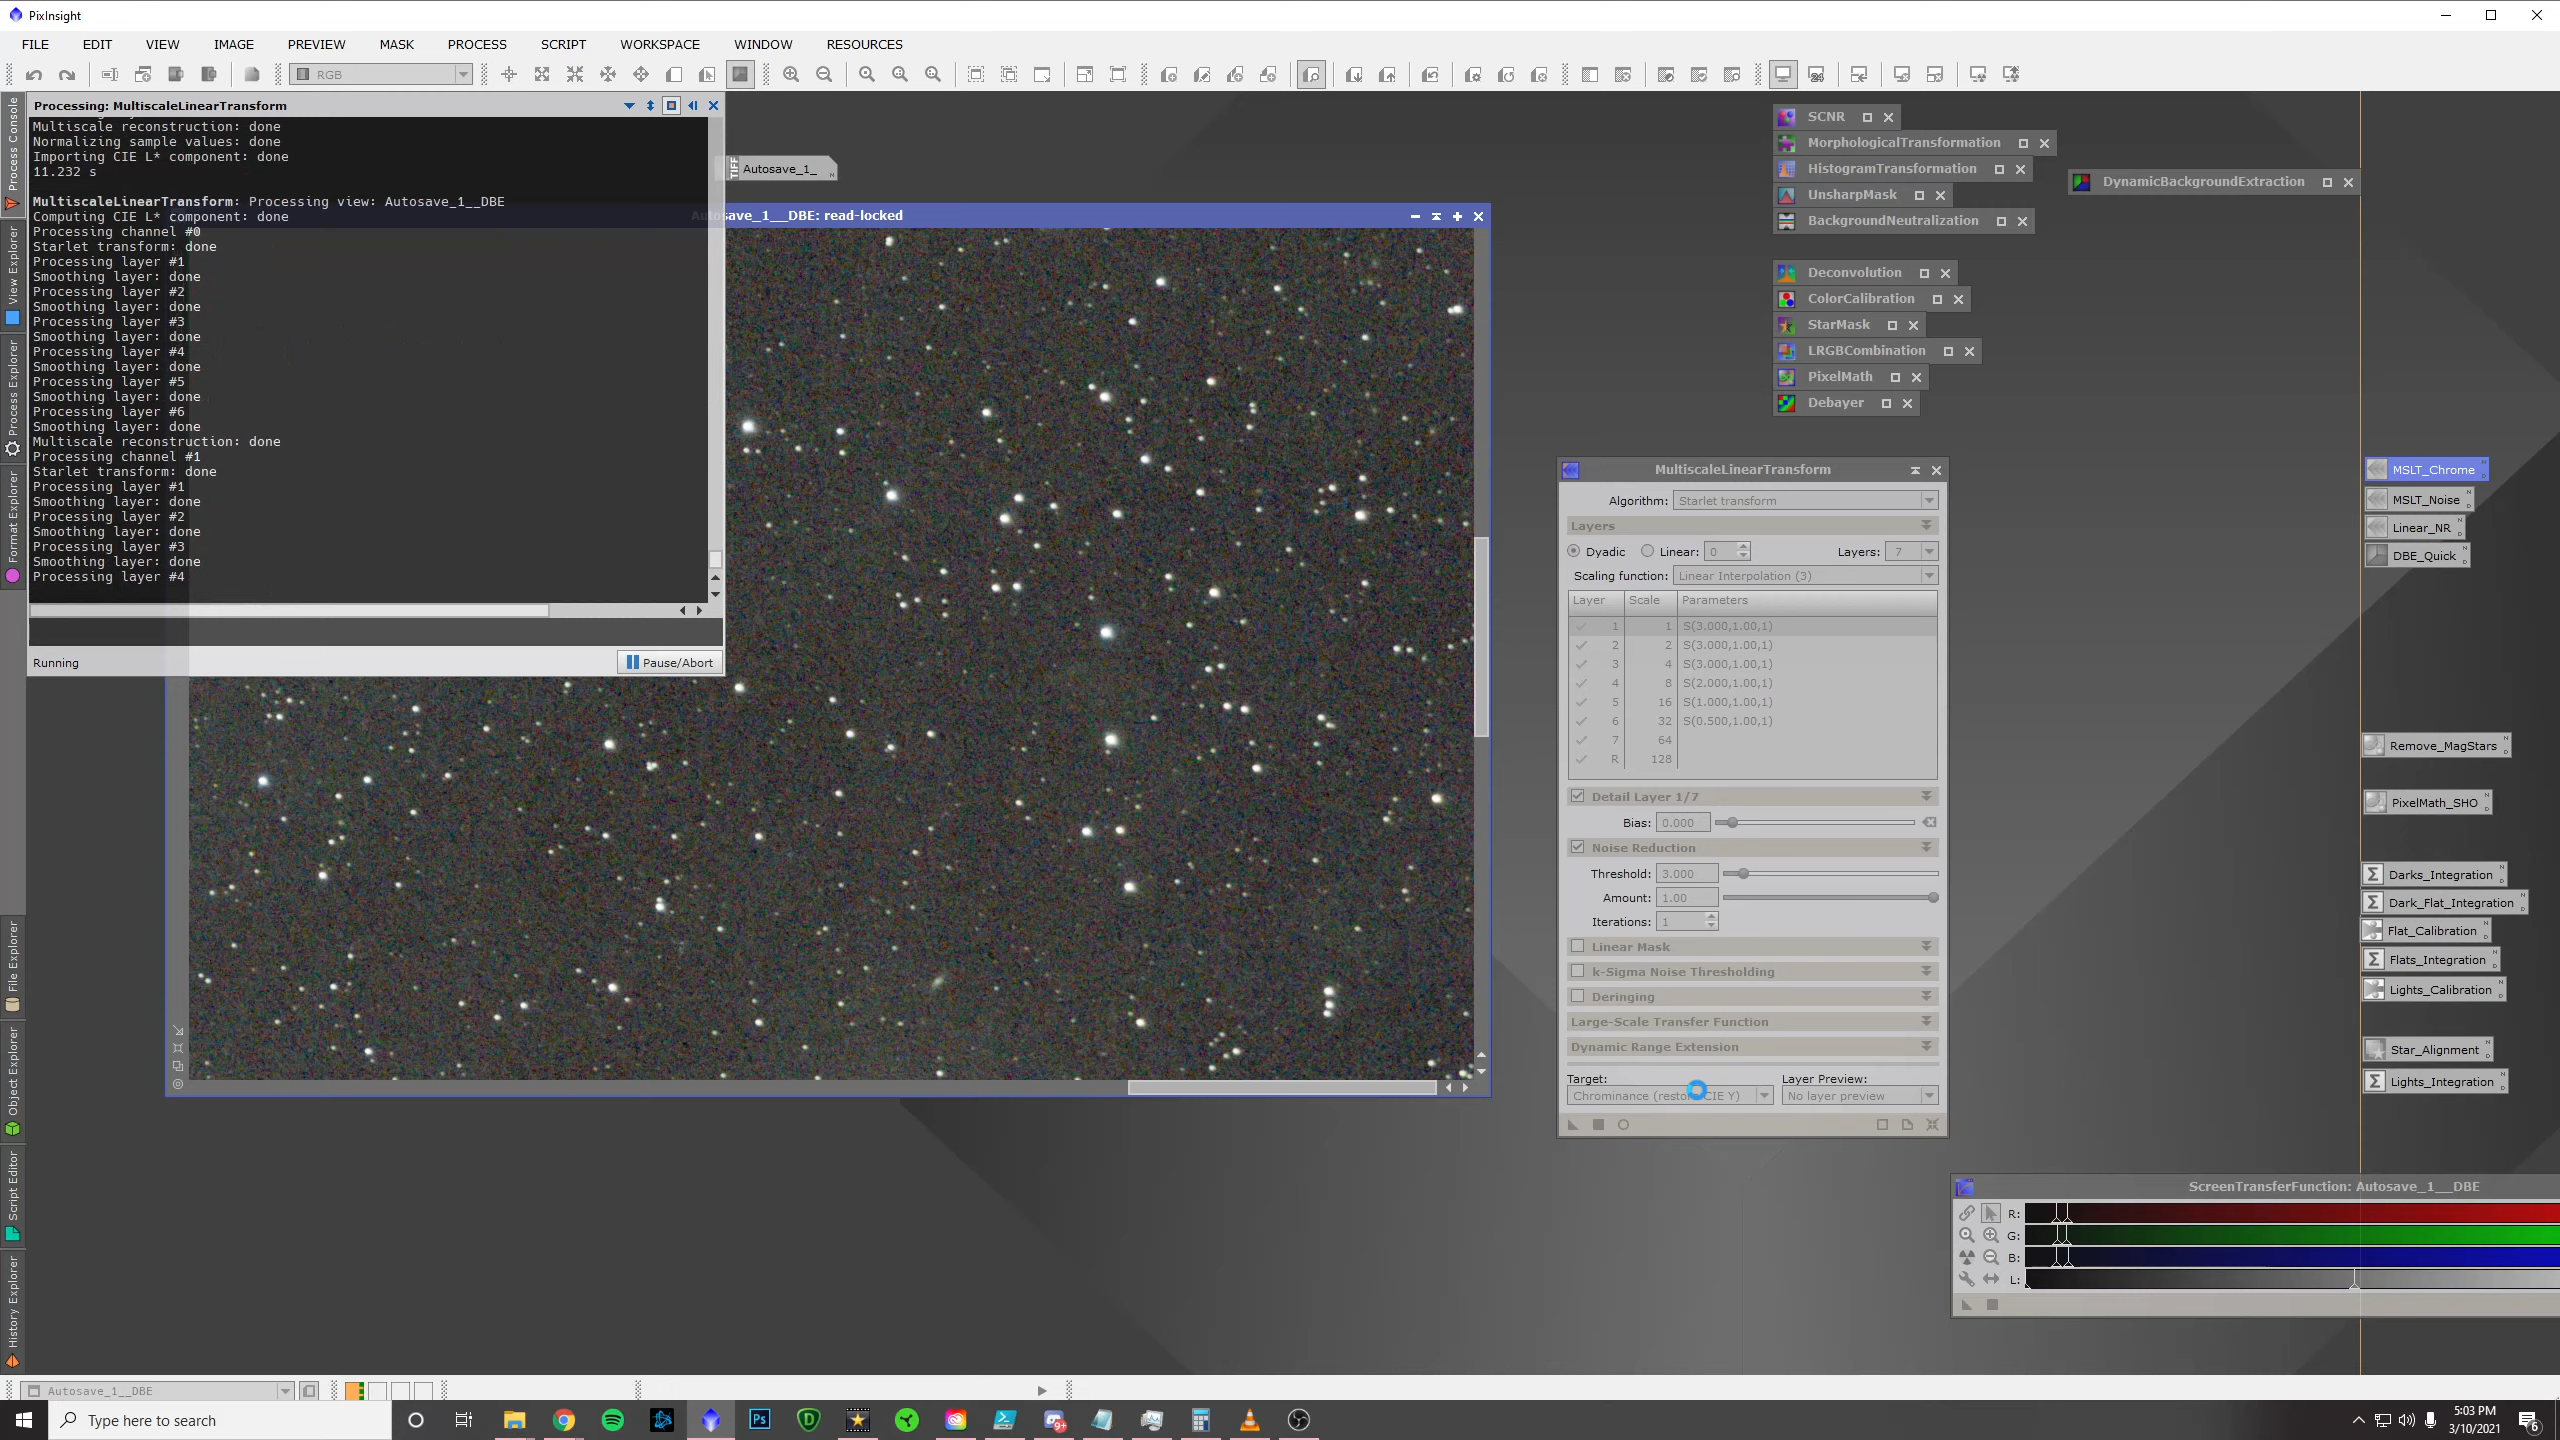 PixInsight
FILE EDIT VIEW IMAGE PREVIEW MASK PROCESS SCRIPT WORKSPACE WINDOW RESOURCES
RGB
Processing: MultiscaleLinearTransform
Multiscale reconstruction: done
Normalizing sample values: done
Importing CIE L* component: done
11.232 s
MultiscaleLinearTransform: Processing view: Autosave_1__DBE
Computing CIE L* component: done
Processing channel #0
Starlet transform: done
Processing layer #1
Smoothing layer: done
Processing layer #2
Smoothing layer: done
Processing layer #3
Smoothing layer: done
Processing layer #4
Smoothing layer: done
Processing layer #5
Smoothing layer: done
Processing layer #6
Smoothing layer: done
Multiscale reconstruction: done
Processing channel #1
Starlet transform: done
Processing layer #1
Smoothing layer: done
Processing layer #2
Smoothing layer: done
Processing layer #3
Smoothing layer: done
Processing layer #4
Running
Pause/Abort
Process Console
View Explorer
Process Explorer
Format Explorer
File Explorer
Object Explorer
Script Editor
History Explorer
TIFF Autosave_1_
Autosave_1__DBE: read-locked
SCNR
MorphologicalTransformation
HistogramTransformation
UnsharpMask
BackgroundNeutralization
Deconvolution
ColorCalibration
StarMask
LRGBCombination
PixelMath
Debayer
DynamicBackgroundExtraction
MultiscaleLinearTransform
Algorithm: Starlet transform
Layers
Dyadic Linear: 0 Layers: 7
Scaling function: Linear Interpolation (3)
Layer Scale Parameters
1 1 S(3.000,1.00,1)
2 2 S(3.000,1.00,1)
3 4 S(3.000,1.00,1)
4 8 S(2.000,1.00,1)
5 16 S(1.000,1.00,1)
6 32 S(0.500,1.00,1)
7 64
R 128
Detail Layer 1/7
Bias: 0.000
Noise Reduction
Threshold: 3.000
Amount: 1.00
Iterations: 1
Linear Mask
k-Sigma Noise Thresholding
Deringing
Large-Scale Transfer Function
Dynamic Range Extension
Target: Layer Preview:
Chrominance (restore CIE Y) No layer preview
MSLT_Chrome
MSLT_Noise
Linear_NR
DBE_Quick
Remove_MagStars
PixelMath_SHO
Darks_Integration
Dark_Flat_Integration
Flat_Calibration
Flats_Integration
Lights_Calibration
Star_Alignment
Lights_Integration
ScreenTransferFunction: Autosave_1__DBE
R:
G:
B:
L:
Autosave_1__DBE
Type here to search
Ps
9+
5:03 PM
3/10/2021
6